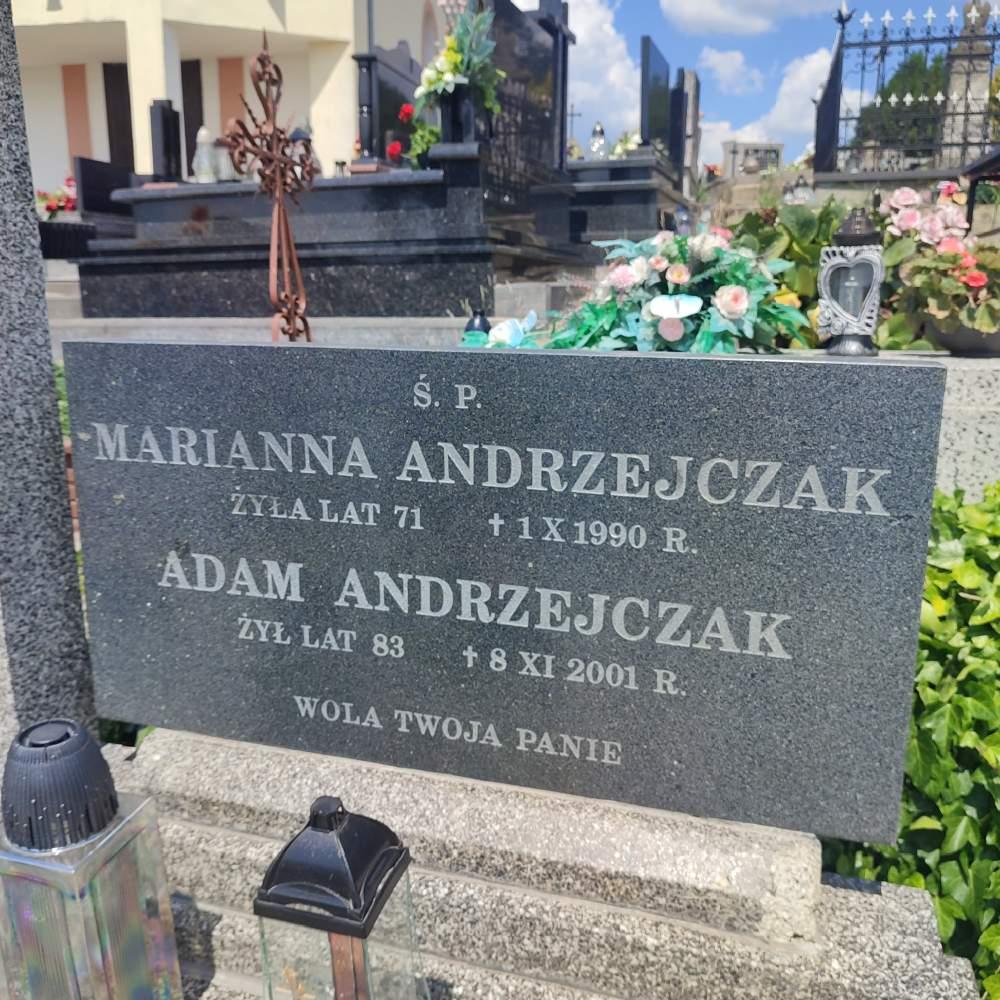 Ś. P.
MARIANNA ANDRZEJCZAK
ŻYŁA LAT 71 ✝ 1 X 1990 R.
ADAM ANDRZEJCZAK
ŻYŁ LAT 83 ✝ 8 XI 2001 R.
WOLA TWOJA PANIE